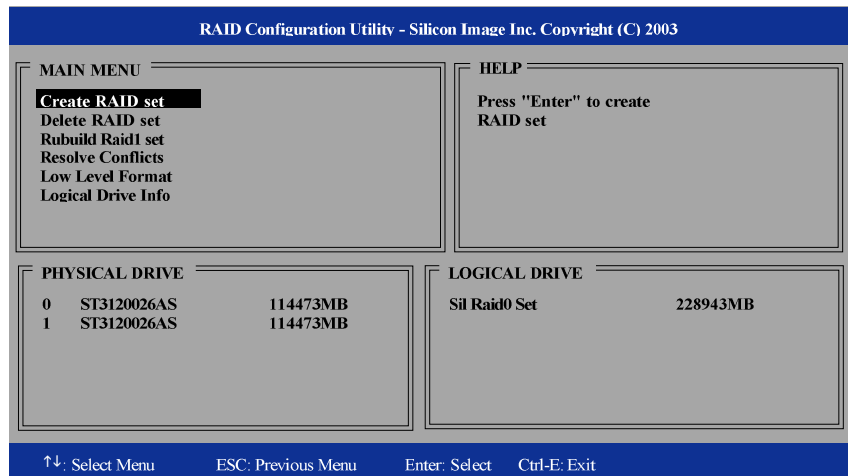 RAID Configuration Utility - Silicon Image Inc. Copyright (C) 2003
MAIN MENU
Create RAID set
Delete RAID set
Rubuild Raid1 set
Resolve Conflicts
Low Level Format
Logical Drive Info
HELP
Press "Enter" to create
RAID set
PHYSICAL DRIVE
0 ST3120026AS 114473MB
1 ST3120026AS 114473MB
LOGICAL DRIVE
Sil Raid0 Set 228943MB
↑↓: Select Menu ESC: Previous Menu Enter: Select Ctrl-E: Exit